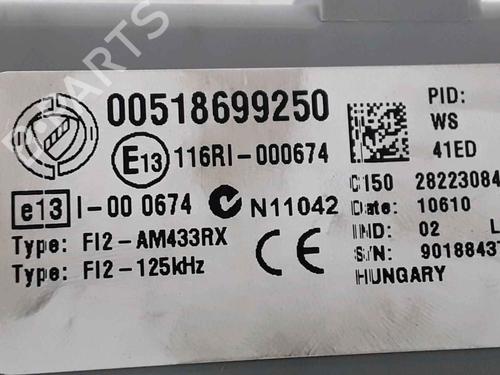 00518699250
E13 116RI-000674
e13 I-00 0674 N11042
Type: FI2-AM433RX
Type: FI2-125kHz
CE
PID:
WS
41ED
C150 28223084
Date: 10610
IND: 02 L
S/N: 9018843
HUNGARY
PARTS